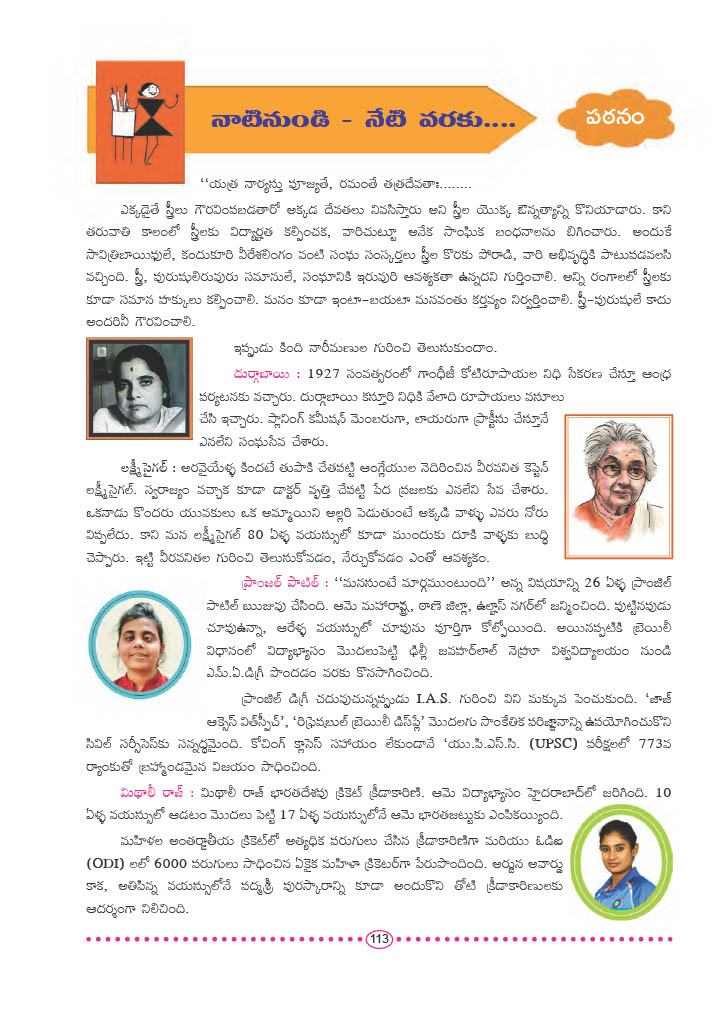 నాటినుండి - నేటి వరకు....
పఠనం
‘‘యత్ర నార్యస్తు పూజ్యతే, రమంతే తత్రదేవతాః........
ఎక్కడైతే స్త్రీలు గౌరవింపబడతారో అక్కడ దేవతలు నివసిస్తారు అని స్త్రీల యొక్క ఔన్నత్యాన్ని కొనియాడారు. కాని
తరువాతి కాలంలో స్త్రీలకు విద్యార్హత కల్పించక, వారిచుట్టూ అనేక సాంఘిక బంధనాలను బిగించారు. అందుకే
సావిత్రిబాయిఫులే, కందుకూరి వీరేశలింగం వంటి సంఘ సంస్కర్తలు స్త్రీల కొరకు పోరాడి, వారి అభివృద్ధికి పాటుపడవలసి
వచ్చింది. స్త్రీ, పురుషులిరువురు సమానులే, సంఘానికి ఇరువురి ఆవశ్యకతా ఉన్నదని గుర్తించాలి. అన్ని రంగాలలో స్త్రీలకు
కూడా సమాన హక్కులు కల్పించాలి. మనం కూడా ఇంటా-బయటా మనవంతు కర్తవ్యం నిర్వర్తించాలి. స్త్రీ-పురుషులే కాదు
అందరినీ గౌరవించాలి.
ఇప్పుడు కింది నారీమణుల గురించి తెలుసుకుందాం.
దుర్గాబాయి : 1927 సంవత్సరంలో గాంధీజీ కోటిరూపాయల నిధి సేకరణ చేస్తూ ఆంధ్ర
పర్యటనకు వచ్చారు. దుర్గాబాయి కస్తూరి నిధికి వేలాది రూపాయలు వసూలు
చేసి ఇచ్చారు. ప్లానింగ్ కమీషన్ మెంబరుగా, లాయరుగా ప్రాక్టీసు చేస్తూనే
ఎనలేని సంఘసేవ చేశారు.
లక్ష్మీసైగల్ : అరవైయేళ్ళ కిందటే తుపాకి చేతపట్టి ఆంగ్లేయుల నెదిరించిన వీరవనిత కెప్టెన్
లక్ష్మీసైగల్. స్వరాజ్యం వచ్చాక కూడా డాక్టర్ వృత్తి చేపట్టి పేద ప్రజలకు ఎనలేని సేవ చేశారు.
ఒకనాడు కొందరు యువకులు ఒక అమ్మాయిని అల్లరి పెడుతుంటే అక్కడి వాళ్ళు ఎవరు నోరు
విప్పలేదు. కాని మన లక్ష్మీసైగల్ 80 ఏళ్ళ వయస్సులో కూడా ముందుకు దూకి వాళ్ళకు బుద్ధి
చెప్పారు. ఇట్టి వీరవనితల గురించి తెలుసుకోవడం, నేర్చుకోవడం ఎంతో ఆవశ్యకం.
ప్రాంజల్ పాటిల్ : ‘‘మనసుంటే మార్గముంటుంది’’ అన్న విషయాన్ని 26 ఏళ్ళ ప్రాంజిల్
పాటిల్ ఋజువు చేసింది. ఆమె మహారాష్ట్ర, ఠాణె జిల్లా, ఉల్హాస్ నగర్‌లో జన్మించింది. పుట్టినపుడు
చూపుఉన్నా, ఆరేళ్ళ వయస్సులో చూపును పూర్తిగా కోల్పోయింది. అయినప్పటికి బ్రెయిలీ
విధానంలో విద్యాభ్యాసం మొదలుపెట్టి ఢిల్లీ జవహర్‌లాల్ నెహ్రూ విశ్వవిద్యాలయం నుండి
ఎమ్.ఏ.డిగ్రీ పొందడం వరకు కొనసాగించింది.
ప్రాంజిల్ డిగ్రీ చదువుచున్నప్పుడు I.A.S. గురించి విని మక్కువ పెంచుకుంది. ‘జాజ్
ఆక్సెస్ విత్‌స్పీచ్’, ‘రిఫ్రెషబుల్ బ్రెయిలీ డిస్‌ప్లే’ మొదలగు సాంకేతిక పరిజ్ఞానాన్ని ఉపయోగించుకొని
సివిల్ సర్వీసెస్‌కు సన్నద్ధమైంది. కోచింగ్ క్లాసెస్ సహాయం లేకుండానే ‘యు.పి.ఎస్.సి. (UPSC) పరీక్షలలో 773వ
ర్యాంకుతో బ్రహ్మాండమైన విజయం సాధించింది.
మిథాలీ రాజ్ : మిథాలీ రాజ్ భారతదేశపు క్రికెట్ క్రీడాకారిణి. ఆమె విద్యాభ్యాసం హైదరాబాద్‌లో జరిగింది. 10
ఏళ్ళ వయస్సులో ఆడటం మొదలు పెట్టి 17 ఏళ్ళ వయస్సులోనే ఆమె భారతజట్టుకు ఎంపికయ్యింది.
మహిళల అంతర్జాతీయ క్రికెట్‌లో అత్యధిక పరుగులు చేసిన క్రీడాకారిణిగా మరియు ఓడిఐ
(ODI) లలో 6000 పరుగులు సాధించిన ఏకైక మహిళా క్రికెటర్‌గా పేరుపొందింది. అర్జున అవార్డు
కాక, అతిపిన్న వయస్సులోనే పద్మశ్రీ పురస్కారాన్ని కూడా అందుకొని తోటి క్రీడాకారిణులకు
ఆదర్శంగా నిలిచింది.
113